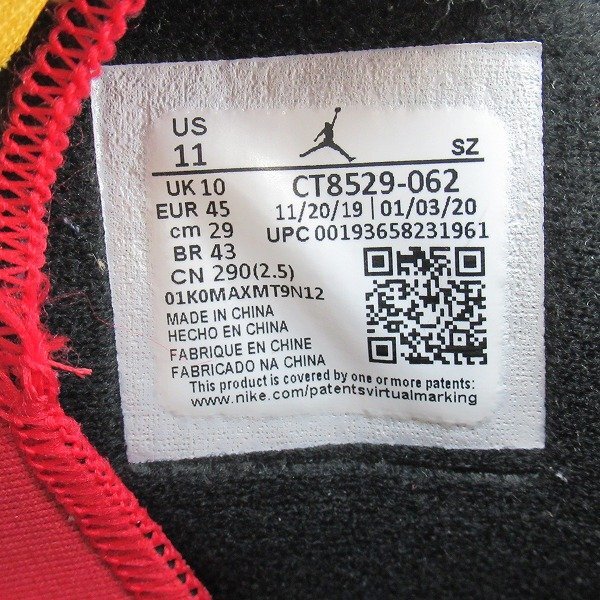 US
11
SZ
UK 10
CT8529-062
EUR 45
11/20/19 | 01/03/20
cm 29
UPC 00193658231961
BR 43
CN 290(2.5)
01K0MAXMT9N12
MADE IN CHINA
HECHO EN CHINA
FABRIQUE EN CHINE
FABRICADO NA CHINA
This product is covered by one or more patents:
www.nike.com/patentsvirtualmarking